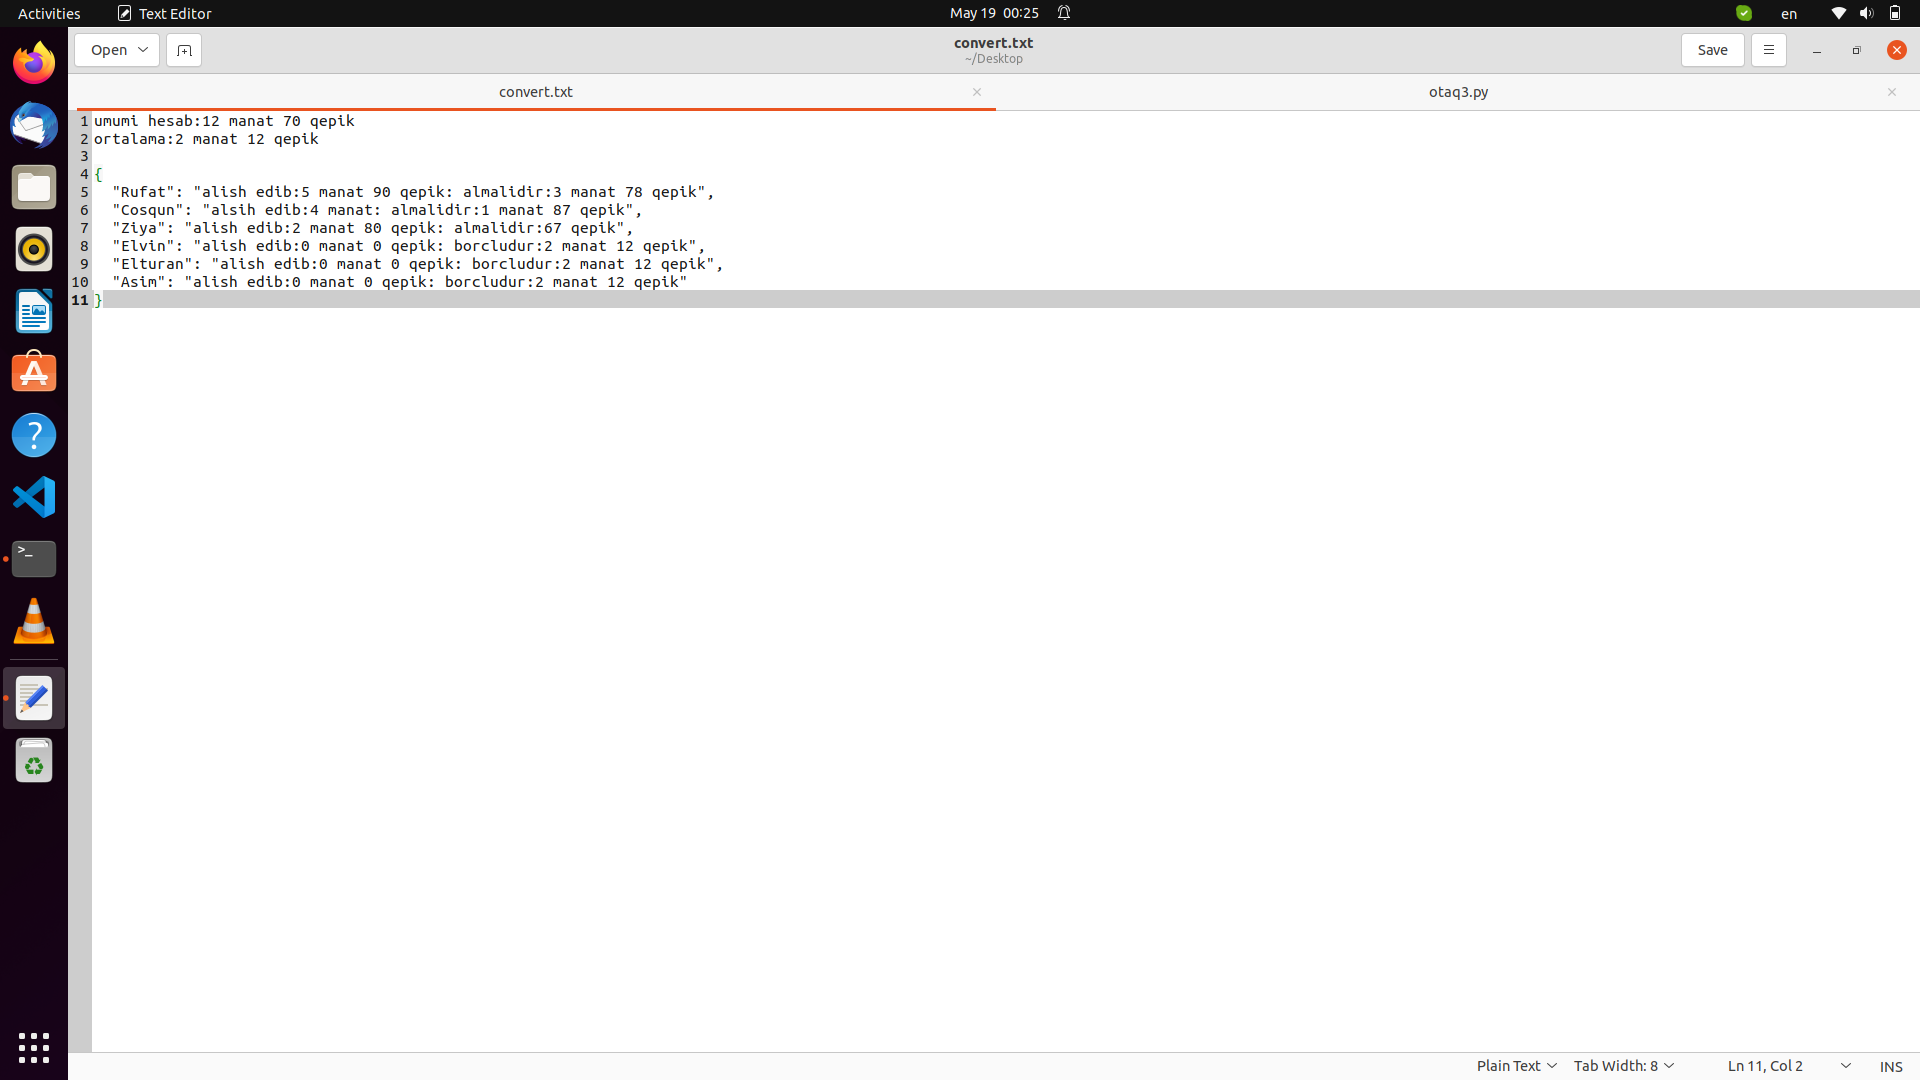 Activities Text Editor May 19 00:25 en
Open convert.txt Save
~/Desktop
convert.txt otaq3.py
1 umumi hesab:12 manat 70 qepik
2 ortalama:2 manat 12 qepik
3
4 {
5 "Rufat": "alish edib:5 manat 90 qepik: almalidir:3 manat 78 qepik",
6 "Cosqun": "alsih edib:4 manat: almalidir:1 manat 87 qepik",
7 "Ziya": "alish edib:2 manat 80 qepik: almalidir:67 qepik",
8 "Elvin": "alish edib:0 manat 0 qepik: borcludur:2 manat 12 qepik",
9 "Elturan": "alish edib:0 manat 0 qepik: borcludur:2 manat 12 qepik",
10 "Asim": "alish edib:0 manat 0 qepik: borcludur:2 manat 12 qepik"
11 }
Plain Text Tab Width: 8 Ln 11, Col 2 INS